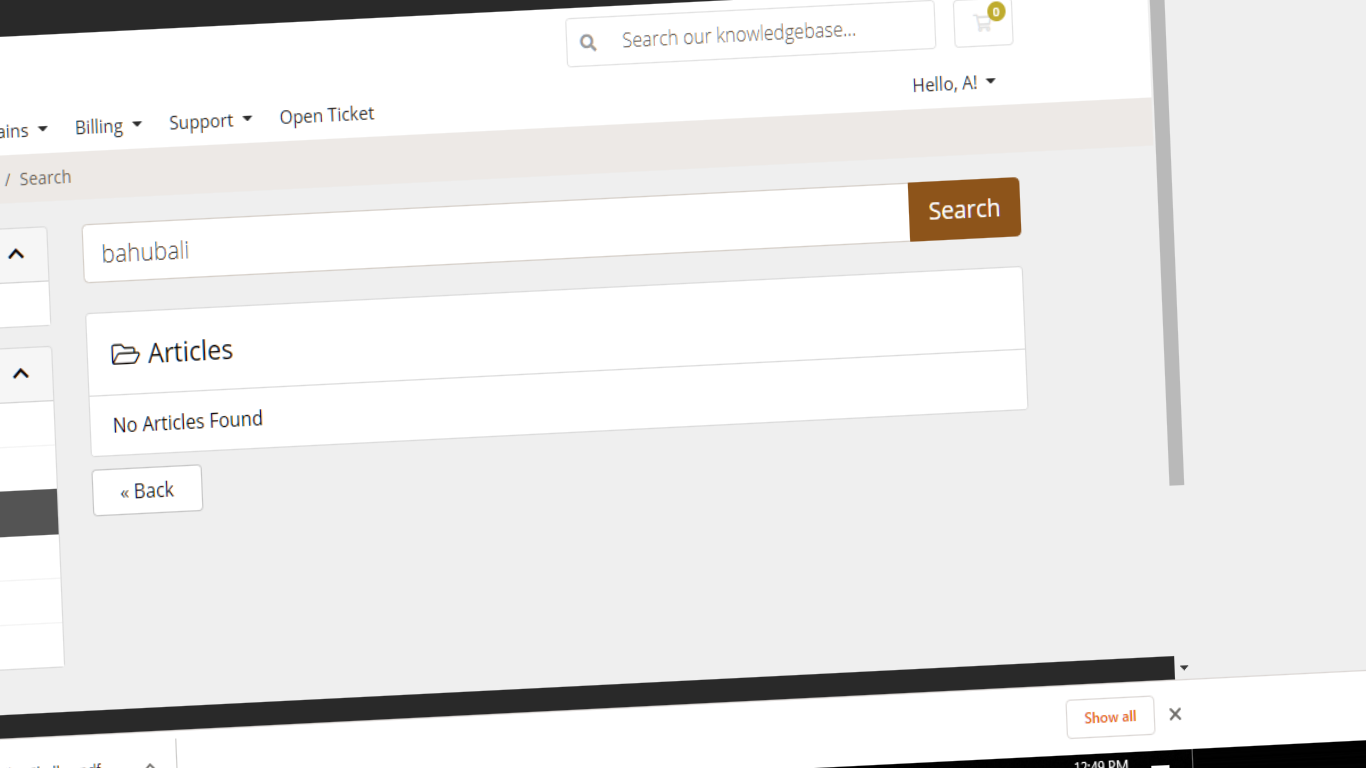 Search our knowledgebase...
0
Hello, A!
Billing
Support
Open Ticket
/ Search
bahubali
Search
Articles
No Articles Found
« Back
Show all
12:49 PM